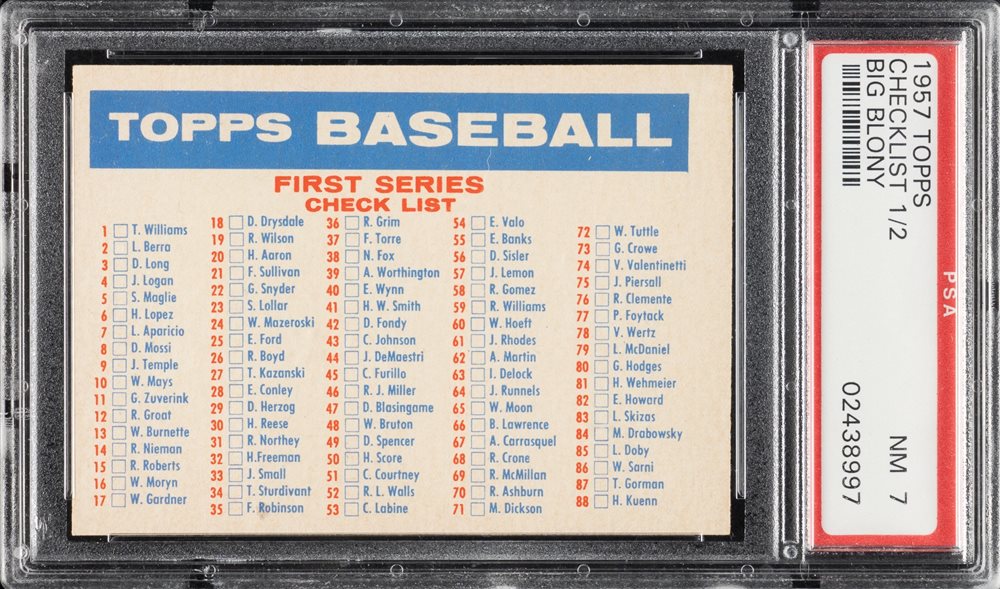 TOPPS BASEBALL
FIRST SERIES
CHECK LIST
1 T. Williams
2 L. Berra
3 D. Long
4 J. Logan
5 S. Maglie
6 H. Lopez
7 L. Aparicio
8 D. Mossi
9 J. Temple
10 W. Mays
11 G. Zuverink
12 R. Groat
13 W. Burnette
14 R. Nieman
15 R. Roberts
16 W. Moryn
17 W. Gardner
18 D. Drysdale
19 R. Wilson
20 H. Aaron
21 F. Sullivan
22 G. Snyder
23 S. Lollar
24 W. Mazeroski
25 E. Ford
26 R. Boyd
27 T. Kazanski
28 E. Conley
29 D. Herzog
30 H. Reese
31 R. Northey
32 H.Freeman
33 J. Small
34 T. Sturdivant
35 F. Robinson
36 R. Grim
37 F. Torre
38 N. Fox
39 A. Worthington
40 E. Wynn
41 H. W. Smith
42 D. Fondy
43 C. Johnson
44 J. DeMaestri
45 C. Furillo
46 R. J. Miller
47 D. Blasingame
48 W. Bruton
49 D. Spencer
50 H. Score
51 C. Courtney
52 R. L. Walls
53 C. Labine
54 E. Valo
55 E. Banks
56 D. Sisler
57 J. Lemon
58 R. Gomez
59 R. Williams
60 W. Hoeft
61 J. Rhodes
62 A. Martin
63 I. Delock
64 J. Runnels
65 W. Moon
66 B. Lawrence
67 A. Carrasquel
68 R. Crone
69 R. McMillan
70 R. Ashburn
71 M. Dickson
72 W. Tuttle
73 G. Crowe
74 V. Valentinetti
75 J. Piersall
76 R. Clemente
77 P. Foytack
78 V. Wertz
79 L. McDaniel
80 G. Hodges
81 H. Wehmeier
82 E. Howard
83 L. Skizas
84 M. Drabowsky
85 L. Doby
86 W. Sarni
87 T. Gorman
88 H. Kuenn
1957 TOPPS
CHECKLIST 1/2
BIG BLONY
NM 7
02438997
PSA